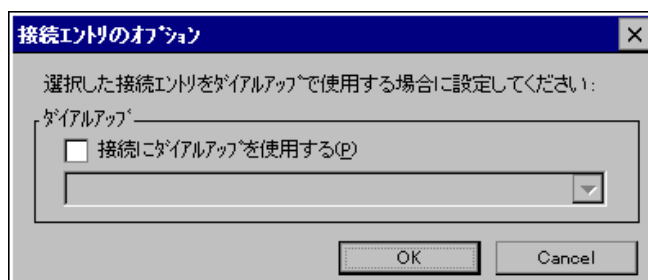 接続ｴﾝﾄﾘのｵﾌﾟｼｮﾝ
選択した接続ｴﾝﾄﾘをﾀﾞｲｱﾙｱｯﾌﾟで使用する場合に設定してください:
ﾀﾞｲｱﾙｱｯﾌﾟ
接続にﾀﾞｲｱﾙｱｯﾌﾟを使用する(P)
OK Cancel